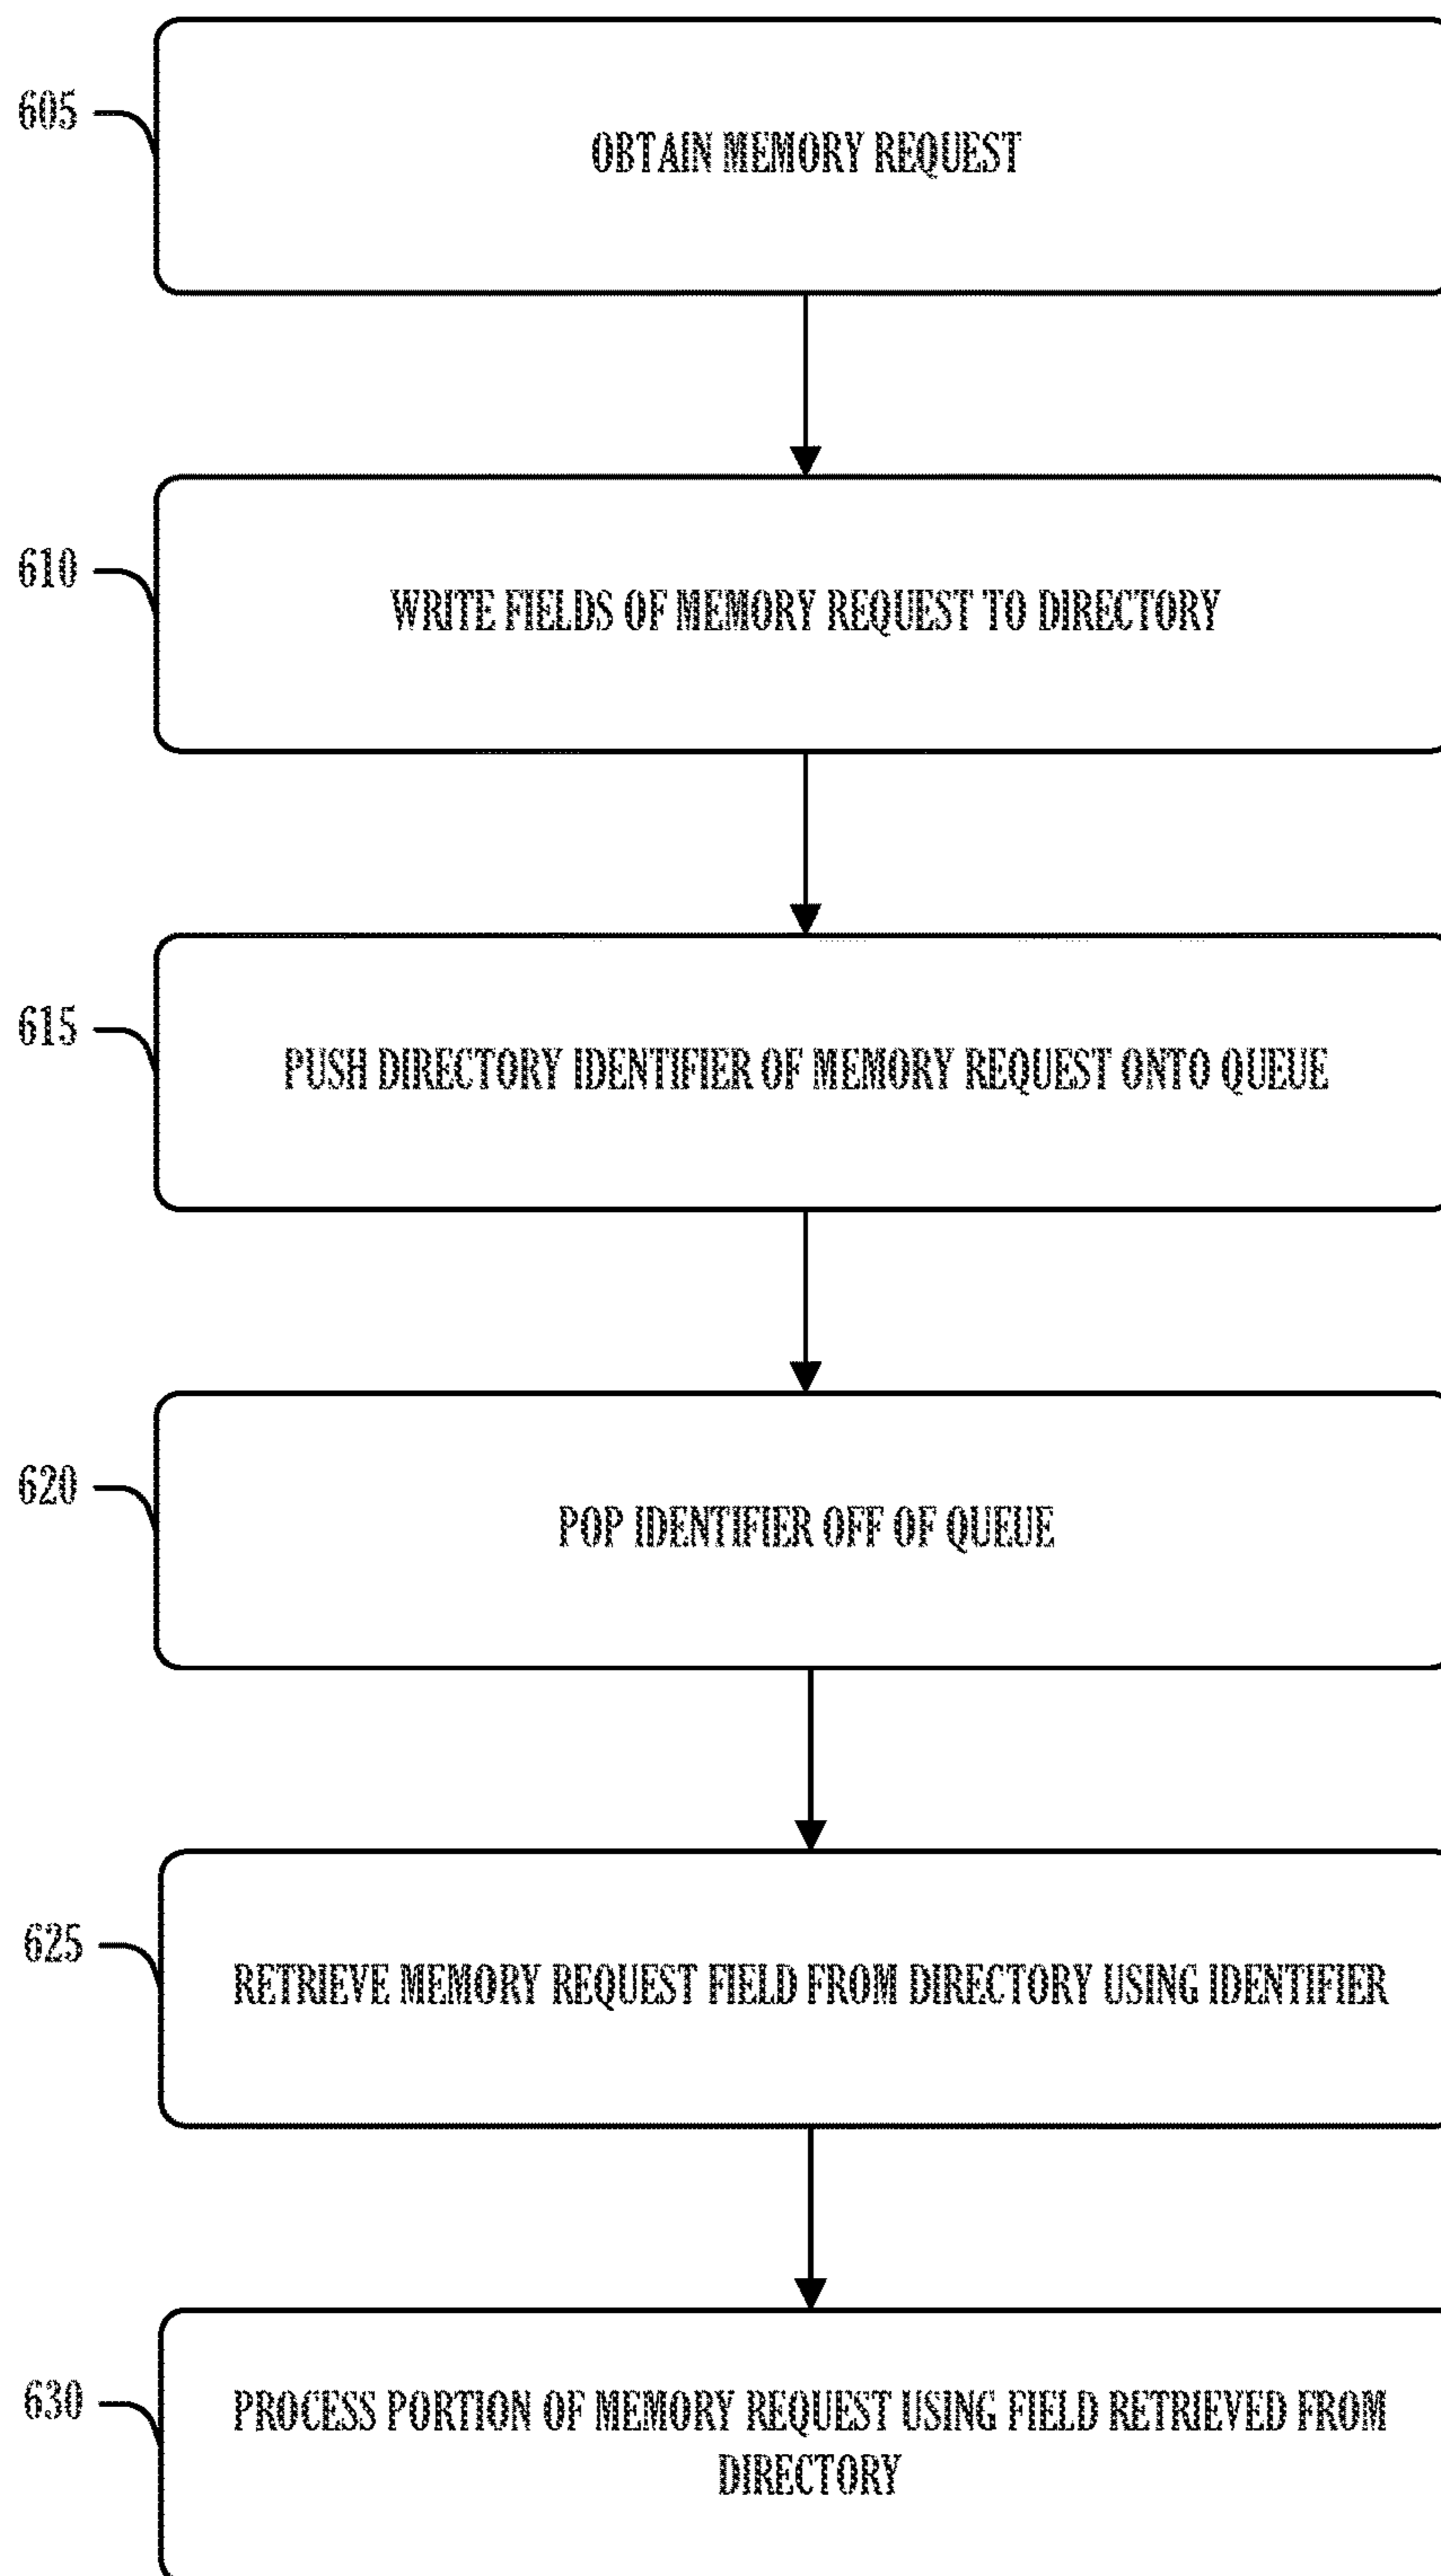 605
OBTAIN MEMORY REQUEST
610
WRITE FIELDS OF MEMORY REQUEST TO DIRECTORY
615
PUSH DIRECTORY IDENTIFIER OF MEMORY REQUEST ONTO QUEUE
620
POP IDENTIFIER OFF OF QUEUE
625
RETRIEVE MEMORY REQUEST FIELD FROM DIRECTORY USING IDENTIFIER
630
PROCESS PORTION OF MEMORY REQUEST USING FIELD RETRIEVED FROM
DIRECTORY